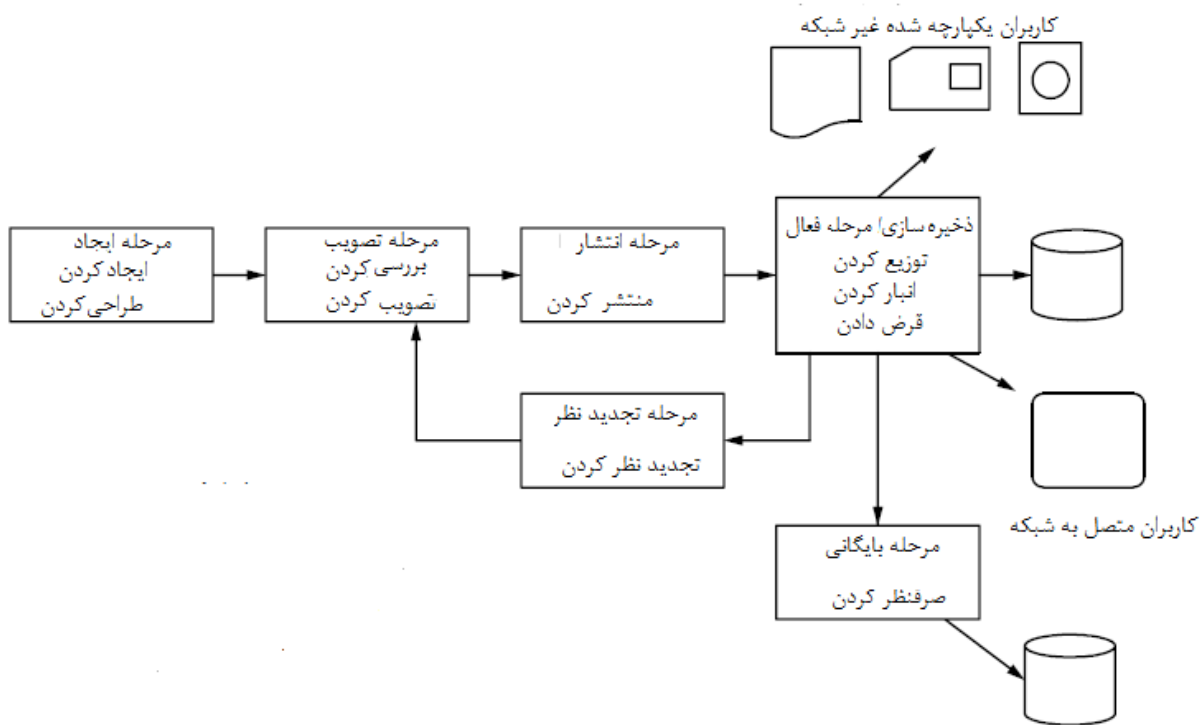 کاربران یکپارچه شده غیر شبکه
مرحله ایجاد
ایجاد کردن
طراحی کردن
مرحله تصویب
بررسی کردن
تصویب کردن
مرحله انتشار
منتشر کردن
ذخیره سازی/ مرحله فعال
توزیع کردن
انبار کردن
قرض دادن
مرحله تجدید نظر
تجدید نظر کردن
کاربران متصل به شبکه
مرحله بایگانی
صرفنظر کردن